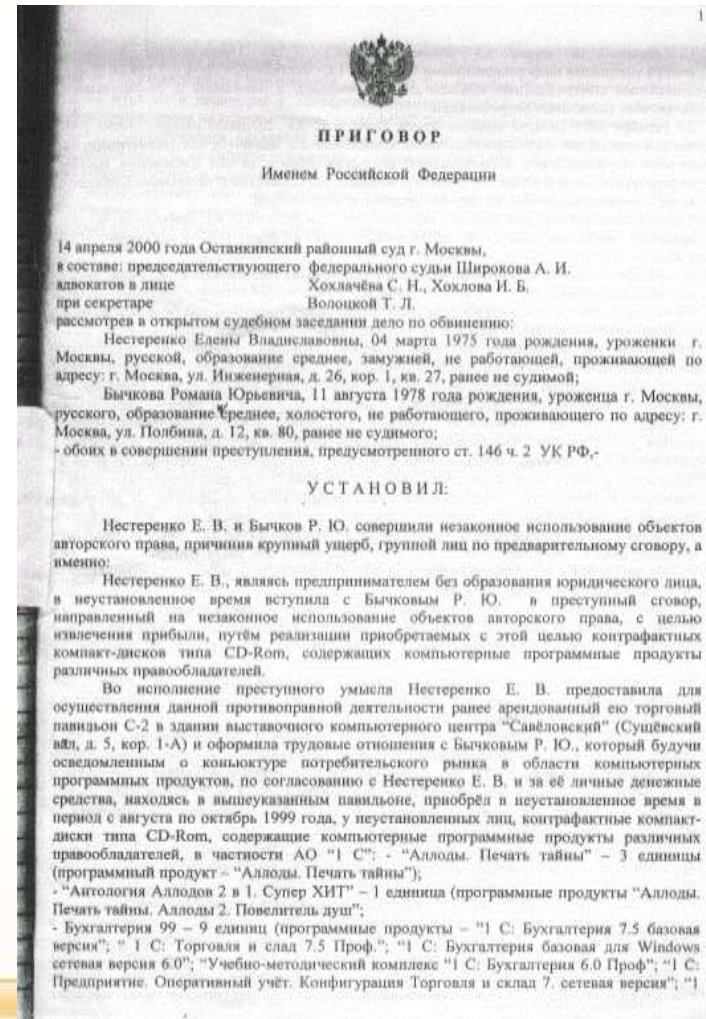 1
ПРИГОВОР
Именем Российской Федерации
14 апреля 2000 года Останкинский районный суд г. Москвы,
в составе: председательствующего федерального судьи Широкова А. И.
адвокатов в лице Хохлачёва С. Н., Хохлова И. Б.
при секретаре Волоцкой Т. Л.
рассмотрев в открытом судебном заседании дело по обвинению:
Нестеренко Елены Владиславовны, 04 марта 1975 года рождения, уроженки г.
Москвы, русской, образование среднее, замужней, не работающей, проживающей по
адресу: г. Москва, ул. Инженерная, д. 26, кор. 1, кв. 27, ранее не судимой;
Бычкова Романа Юрьевича, 11 августа 1978 года рождения, уроженца г. Москвы,
русского, образование среднее, холостого, не работающего, проживающего по адресу: г.
Москва, ул. Полбина, д. 12, кв. 80, ранее не судимого;
- обоих в совершении преступления, предусмотренного ст. 146 ч. 2 УК РФ,-
УСТАНОВИЛ:
Нестеренко Е. В. и Бычков Р. Ю. совершили незаконное использование объектов
авторского права, причинив крупный ущерб, группой лиц по предварительному сговору, а
именно:
Нестеренко Е. В., являясь предпринимателем без образования юридического лица,
в неустановленное время вступила с Бычковым Р. Ю. в преступный сговор,
направленный на незаконное использование объектов авторского права, с целью
извлечения прибыли, путём реализации приобретаемых с этой целью контрафактных
компакт-дисков типа CD-Rom, содержащих компьютерные программные продукты
различных правообладателей.
Во исполнение преступного умысла Нестеренко Е. В. предоставила для
осуществления данной противоправной деятельности ранее арендованный ею торговый
павильон С-2 в здании выставочного компьютерного центра "Савёловский" (Сущёвский
вал, д. 5, кор. 1-А) и оформила трудовые отношения с Бычковым Р. Ю., который будучи
осведомленным о коньюктуре потребительского рынка в области компьютерных
программных продуктов, по согласованию с Нестеренко Е. В. и за её личные денежные
средства, находясь в вышеуказанном павильоне, приобрёл в неустановленное время в
период с августа по октябрь 1999 года, у неустановленных лиц, контрафактные компакт-
диски типа CD-Rom, содержащие компьютерные программные продукты различных
правообладателей, в частности АО "1 С": - "Аллоды. Печать тайны" – 3 единицы
(программный продукт – "Аллоды. Печать тайны");
- "Антология Аллодов 2 в 1. Супер ХИТ" – 1 единица (программные продукты "Аллоды.
Печать тайны. Аллоды 2. Повелитель душ";
- Бухгалтерия 99 – 9 единиц (программные продукты – "1 С: Бухгалтерия 7.5 базовая
версия"; " 1 С: Торговля и слад 7.5 Проф."; "1 С: Бухгалтерия базовая для Windows
сетевая версия 6.0"; "Учебно-методический комплекс "1 С: Бухгалтерия 6.0 Проф"; "1 С:
Предприятие. Оперативный учёт. Конфигурация Торговля и склад 7. сетевая версия"; "1